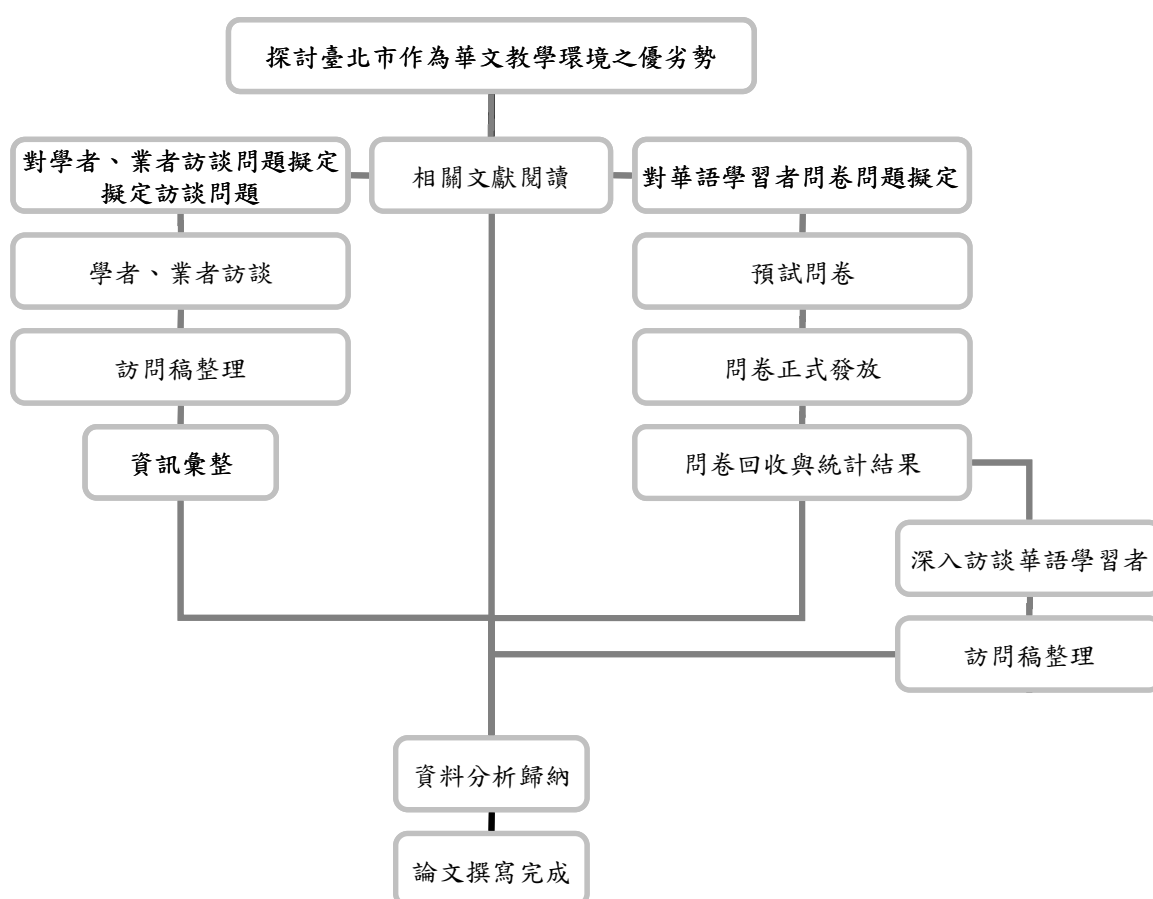 探討臺北市作為華文教學環境之優劣勢
對學者、業者訪談問題擬定
擬定訪談問題
相關文獻閱讀
對華語學習者問卷問題擬定
學者、業者訪談
預試問卷
訪問稿整理
問卷正式發放
資訊彙整
問卷回收與統計結果
深入訪談華語學習者
訪問稿整理
資料分析歸納
論文撰寫完成